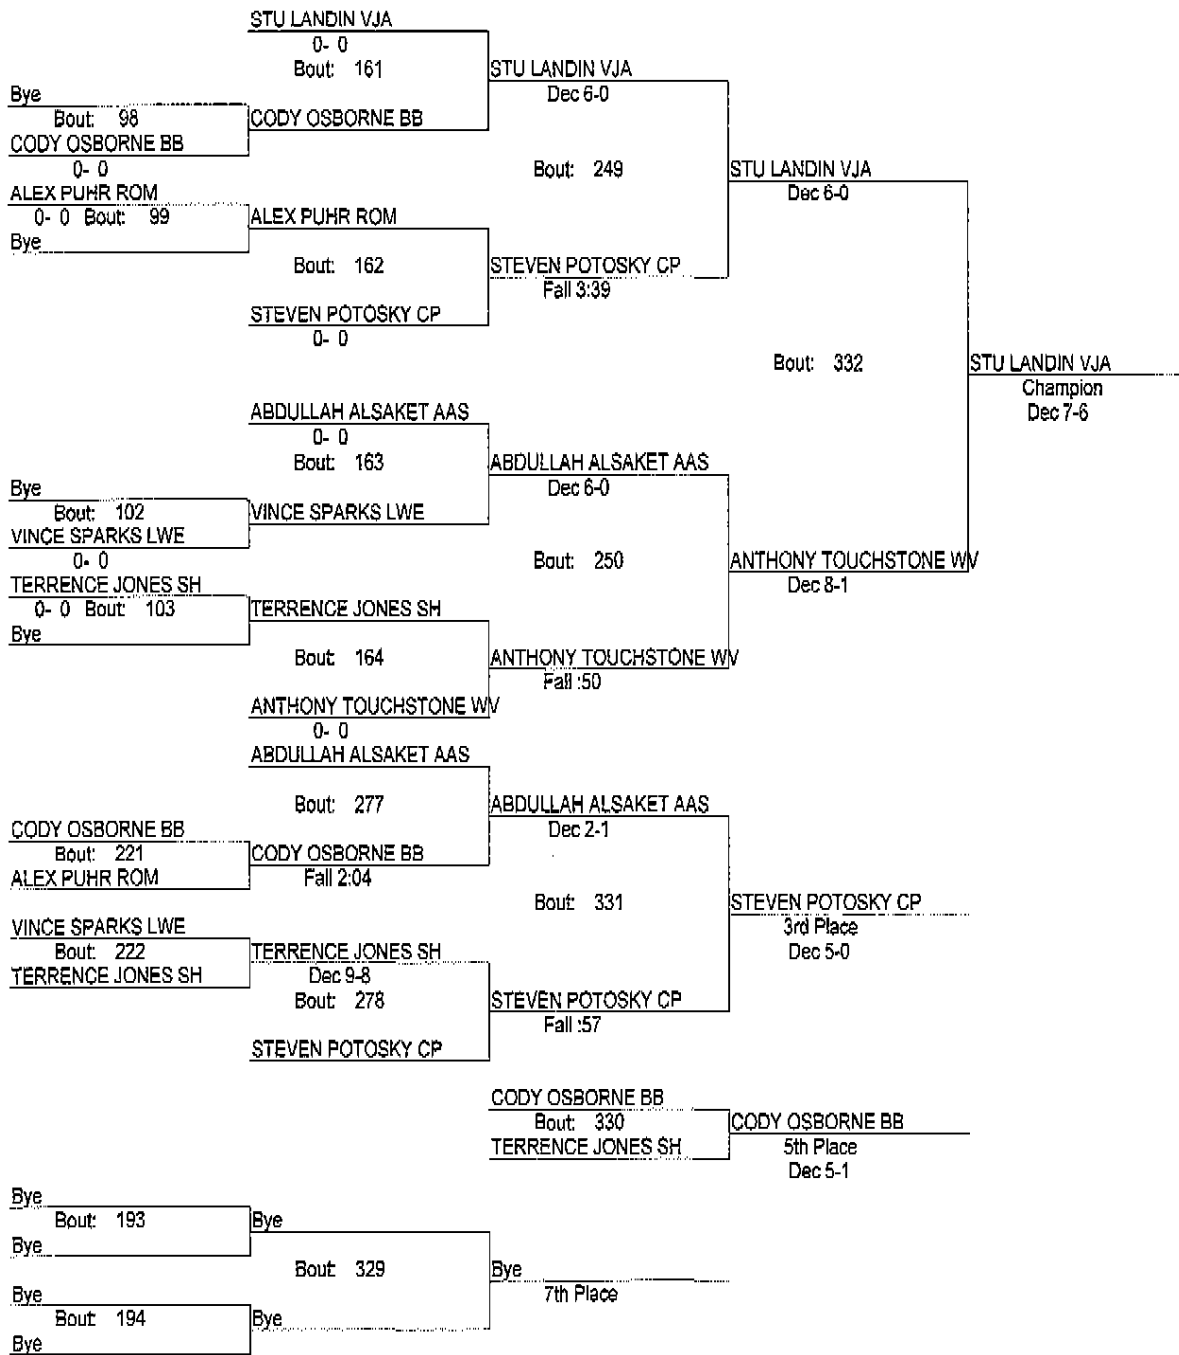 STU LANDIN VJA
0- 0
Bout: 161
STU LANDIN VJA
Dec 6-0
Bye
Bout: 98
CODY OSBORNE BB
CODY OSBORNE BB
0- 0
Bout: 249
STU LANDIN VJA
Dec 6-0
ALEX PUHR ROM
0- 0 Bout: 99
ALEX PUHR ROM
Bye
Bout: 162
STEVEN POTOSKY CP
Fall 3:39
STEVEN POTOSKY CP
0- 0
Bout: 332
STU LANDIN VJA
Champion
Dec 7-6
ABDULLAH ALSAKET AAS
0- 0
Bout: 163
ABDULLAH ALSAKET AAS
Dec 6-0
Bye
Bout: 102
VINCE SPARKS LWE
VINCE SPARKS LWE
0- 0
Bout: 250
ANTHONY TOUCHSTONE WV
Dec 8-1
TERRENCE JONES SH
0- 0 Bout: 103
TERRENCE JONES SH
Bye
Bout: 164
ANTHONY TOUCHSTONE WV
Fall :50
ANTHONY TOUCHSTONE WV
0- 0
ABDULLAH ALSAKET AAS
Bout: 277
ABDULLAH ALSAKET AAS
Dec 2-1
CODY OSBORNE BB
Bout: 221
CODY OSBORNE BB
Fall 2:04
ALEX PUHR ROM
Bout: 331
STEVEN POTOSKY CP
3rd Place
Dec 5-0
VINCE SPARKS LWE
Bout: 222
TERRENCE JONES SH
Dec 9-8
TERRENCE JONES SH
Bout: 278
STEVEN POTOSKY CP
Fall :57
STEVEN POTOSKY CP
CODY OSBORNE BB
Bout: 330
CODY OSBORNE BB
TERRENCE JONES SH
5th Place
Dec 5-1
Bye
Bout: 193
Bye
Bye
Bout: 329
Bye
7th Place
Bye
Bout: 194
Bye
Bye